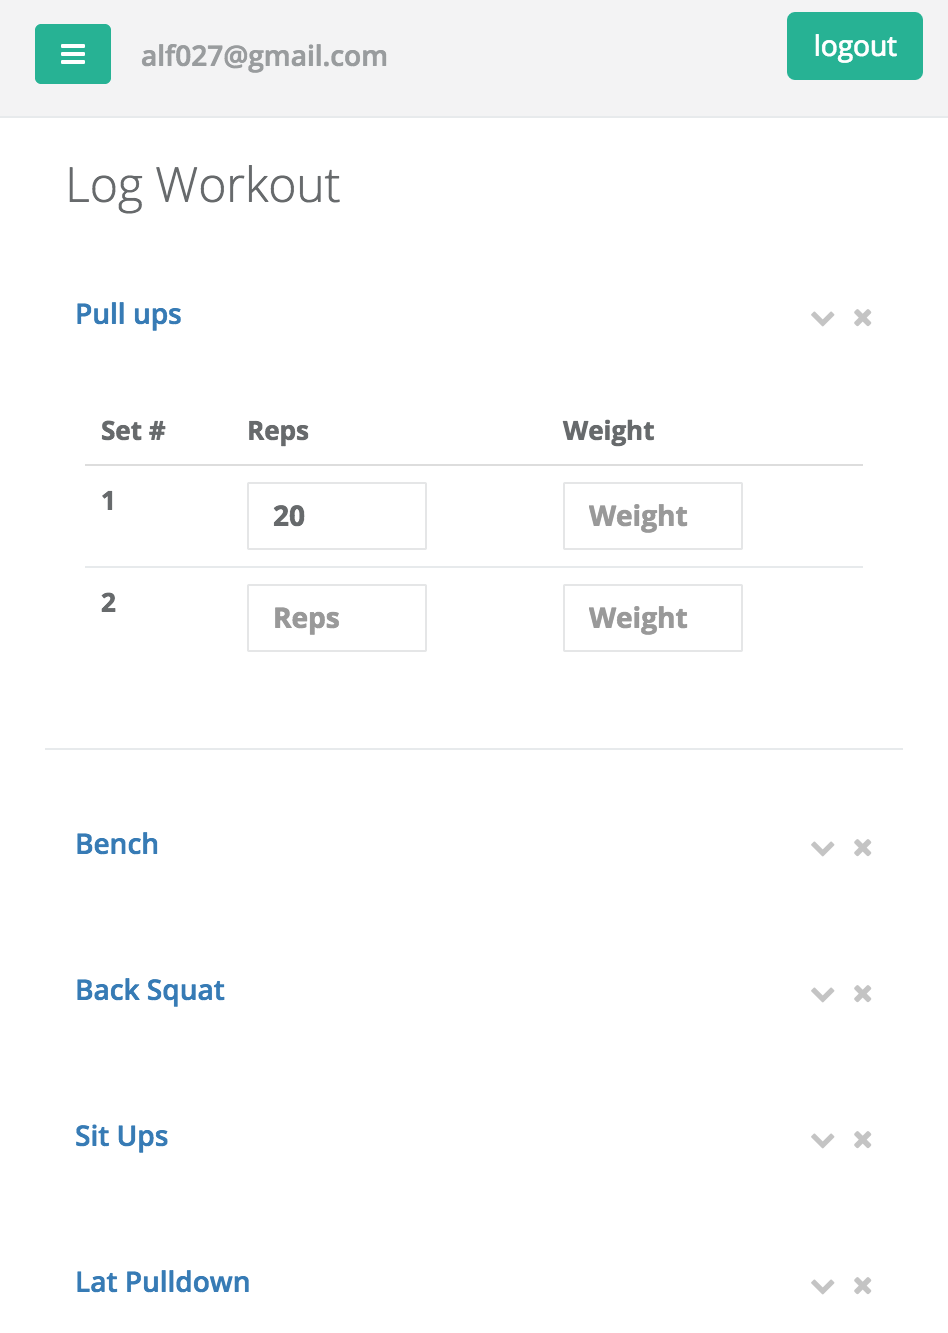 alf027@gmail.com
logout
Log Workout
Pull ups
Set # Reps Weight
1 20 Weight
2 Reps Weight
Bench
Back Squat
Sit Ups
Lat Pulldown